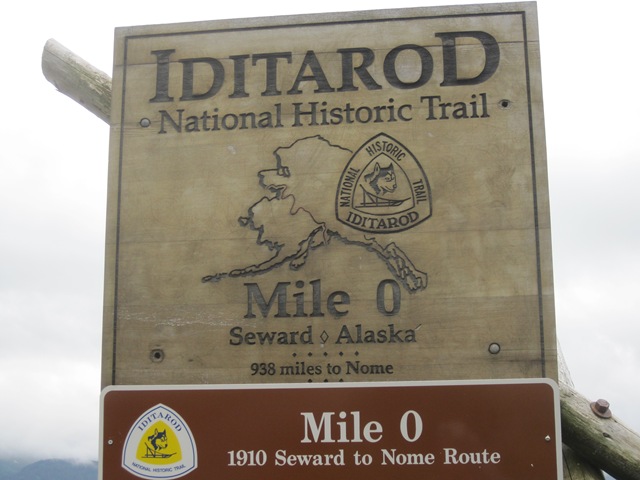 IDITAROD
National Historic Trail
NATIONAL HISTORIC TRAIL
IDITAROD
Mile 0
Seward ◊ Alaska
938 miles to Nome
IDITAROD
NATIONAL HISTORIC TRAIL
Mile 0
1910 Seward to Nome Route